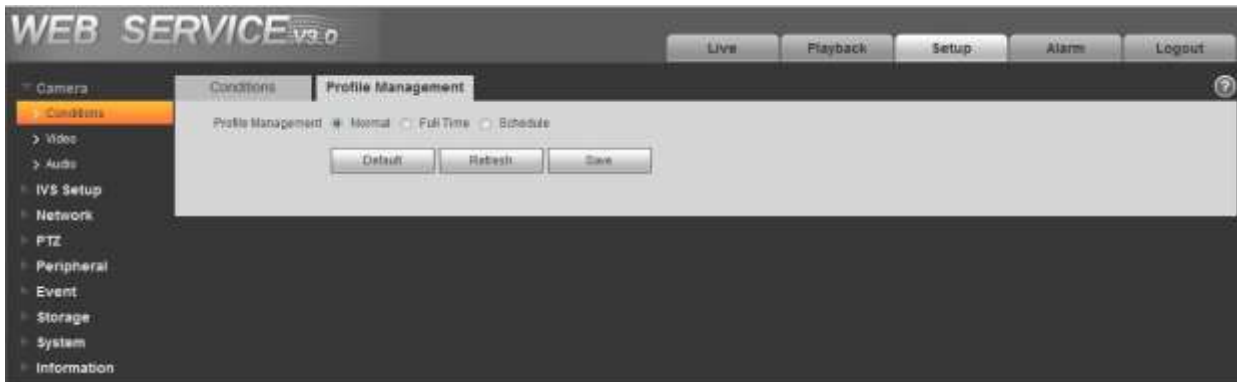 WEB SERVICE V3.0
Live Playback Setup Alarm Logout
Camera
Conditions
Video
Audio
IVS Setup
Network
PTZ
Peripheral
Event
Storage
System
Information
Conditions Profile Management
Profile Management Normal Full Time Schedule
Default Refresh Save
?